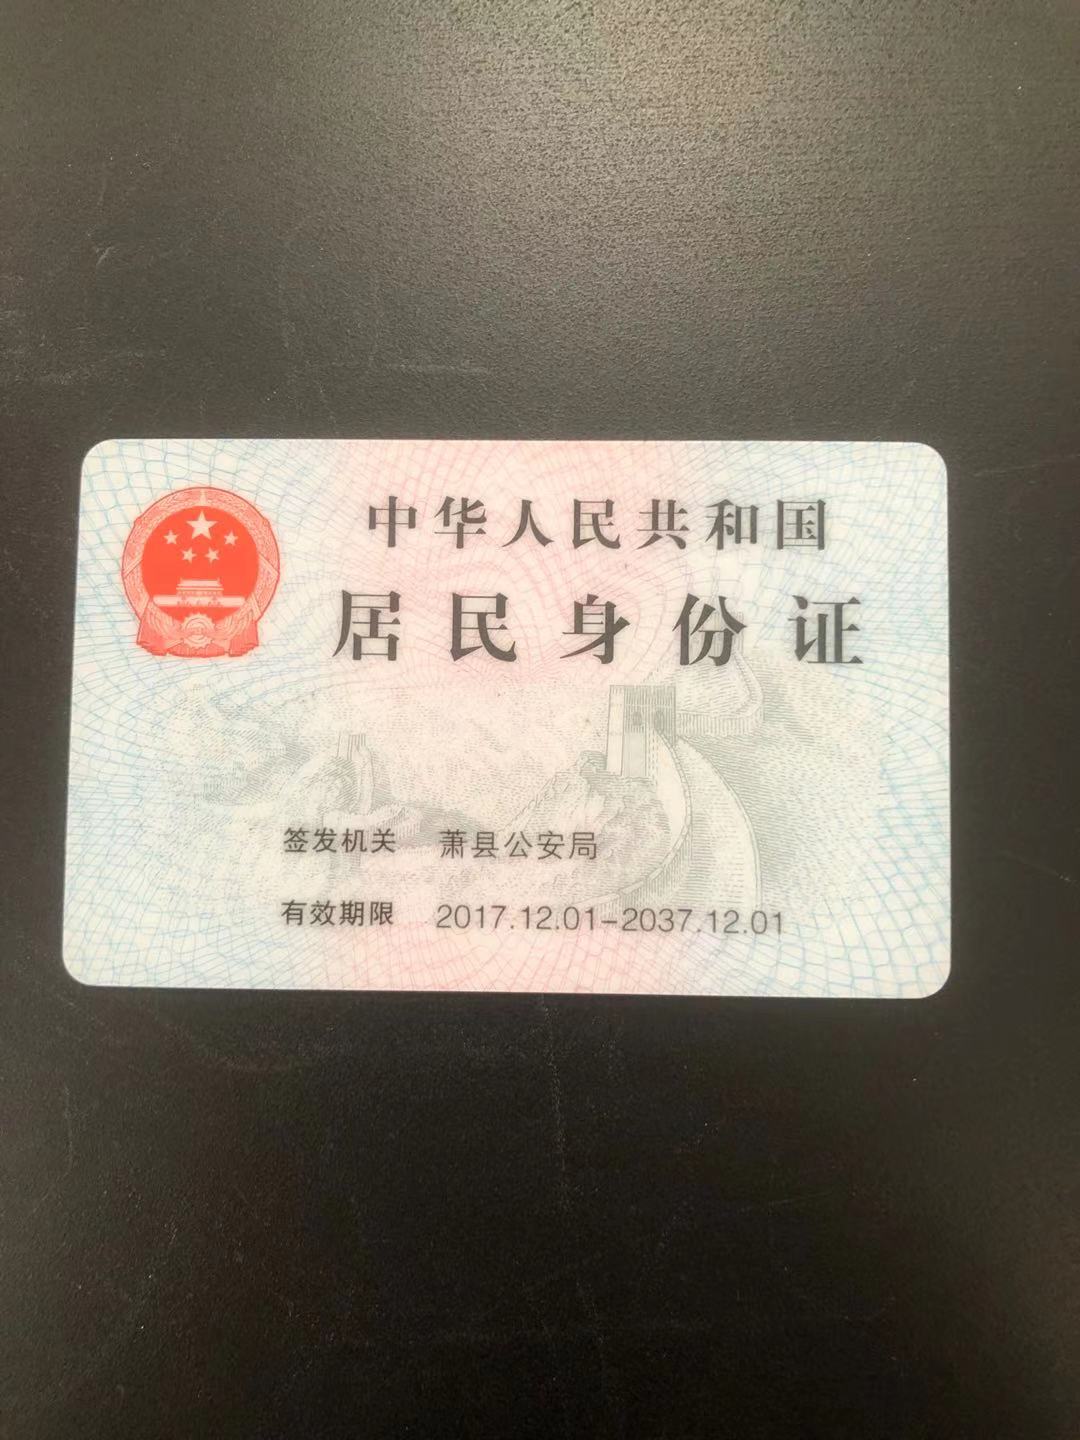 中华人民共和国
居民身份证
签发机关 萧县公安局
有效期限 2017.12.01-2037.12.01